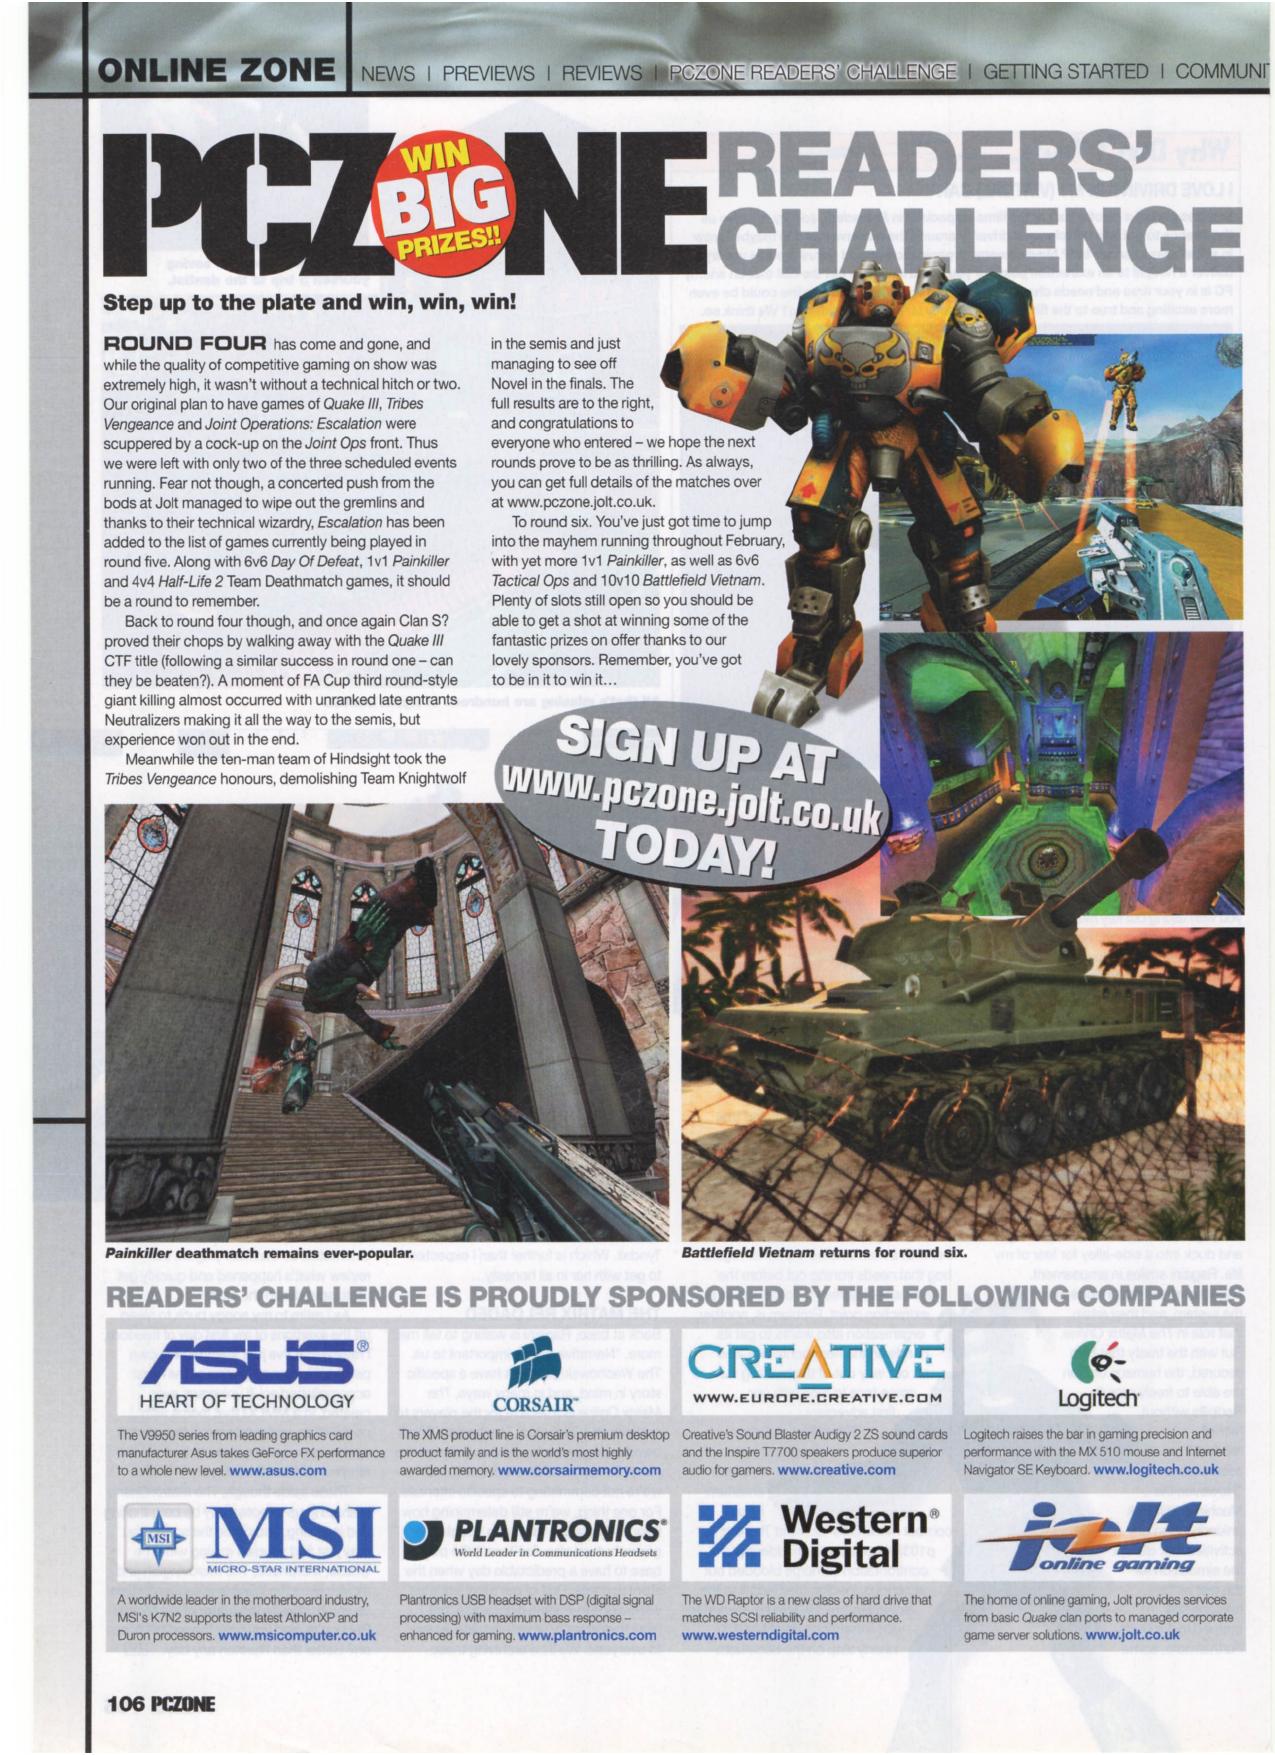 ONLINE ZONE
NEWS | PREVIEWS | REVIEWS | PCZONE READERS' CHALLENGE | GETTING STARTED | COMMUNI
PCZONE
WIN
BIG
PRIZES!!
READERS'
CHALLENGE
Step up to the plate and win, win, win!
ROUND FOUR has come and gone, and
while the quality of competitive gaming on show was
extremely high, it wasn't without a technical hitch or two.
Our original plan to have games of Quake III, Tribes
Vengeance and Joint Operations: Escalation were
scuppered by a cock-up on the Joint Ops front. Thus
we were left with only two of the three scheduled events
running. Fear not though, a concerted push from the
bods at Jolt managed to wipe out the gremlins and
thanks to their technical wizardry, Escalation has been
added to the list of games currently being played in
round five. Along with 6v6 Day Of Defeat, 1v1 Painkiller
and 4v4 Half-Life 2 Team Deathmatch games, it should
be a round to remember.
Back to round four though, and once again Clan S?
proved their chops by walking away with the Quake III
CTF title (following a similar success in round one – can
they be beaten?). A moment of FA Cup third round-style
giant killing almost occurred with unranked late entrants
Neutralizers making it all the way to the semis, but
experience won out in the end.
Meanwhile the ten-man team of Hindsight took the
Tribes Vengeance honours, demolishing Team Knightwolf
in the semis and just
managing to see off
Novel in the finals. The
full results are to the right,
and congratulations to
everyone who entered – we hope the next
rounds prove to be as thrilling. As always,
you can get full details of the matches over
at www.pczone.jolt.co.uk.
To round six. You've just got time to jump
into the mayhem running throughout February,
with yet more 1v1 Painkiller, as well as 6v6
Tactical Ops and 10v10 Battlefield Vietnam.
Plenty of slots still open so you should be
able to get a shot at winning some of the
fantastic prizes on offer thanks to our
lovely sponsors. Remember, you've got
to be in it to win it...
SIGN UP AT
www.pczone.jolt.co.uk
TODAY!
Painkiller deathmatch remains ever-popular.
Battlefield Vietnam returns for round six.
READERS' CHALLENGE IS PROUDLY SPONSORED BY THE FOLLOWING COMPANIES
ASUS®
HEART OF TECHNOLOGY
The V9950 series from leading graphics card
manufacturer Asus takes GeForce FX performance
to a whole new level. www.asus.com
CORSAIR™
The XMS product line is Corsair's premium desktop
product family and is the world's most highly
awarded memory. www.corsairmemory.com
CREATIVE
WWW.EUROPE.CREATIVE.COM
Creative's Sound Blaster Audigy 2 ZS sound cards
and the Inspire T7700 speakers produce superior
audio for gamers. www.creative.com
Logitech
Logitech raises the bar in gaming precision and
performance with the MX 510 mouse and Internet
Navigator SE Keyboard. www.logitech.co.uk
MSI
MSI
MICRO-STAR INTERNATIONAL
A worldwide leader in the motherboard industry,
MSI's K7N2 supports the latest AthlonXP and
Duron processors. www.msicomputer.co.uk
PLANTRONICS®
World Leader in Communications Headsets
Plantronics USB headset with DSP (digital signal
processing) with maximum bass response –
enhanced for gaming. www.plantronics.com
Western®
Digital
The WD Raptor is a new class of hard drive that
matches SCSI reliability and performance.
www.westerndigital.com
jolt
online gaming
The home of online gaming, Jolt provides services
from basic Quake clan ports to managed corporate
game server solutions. www.jolt.co.uk
106 PCZONE